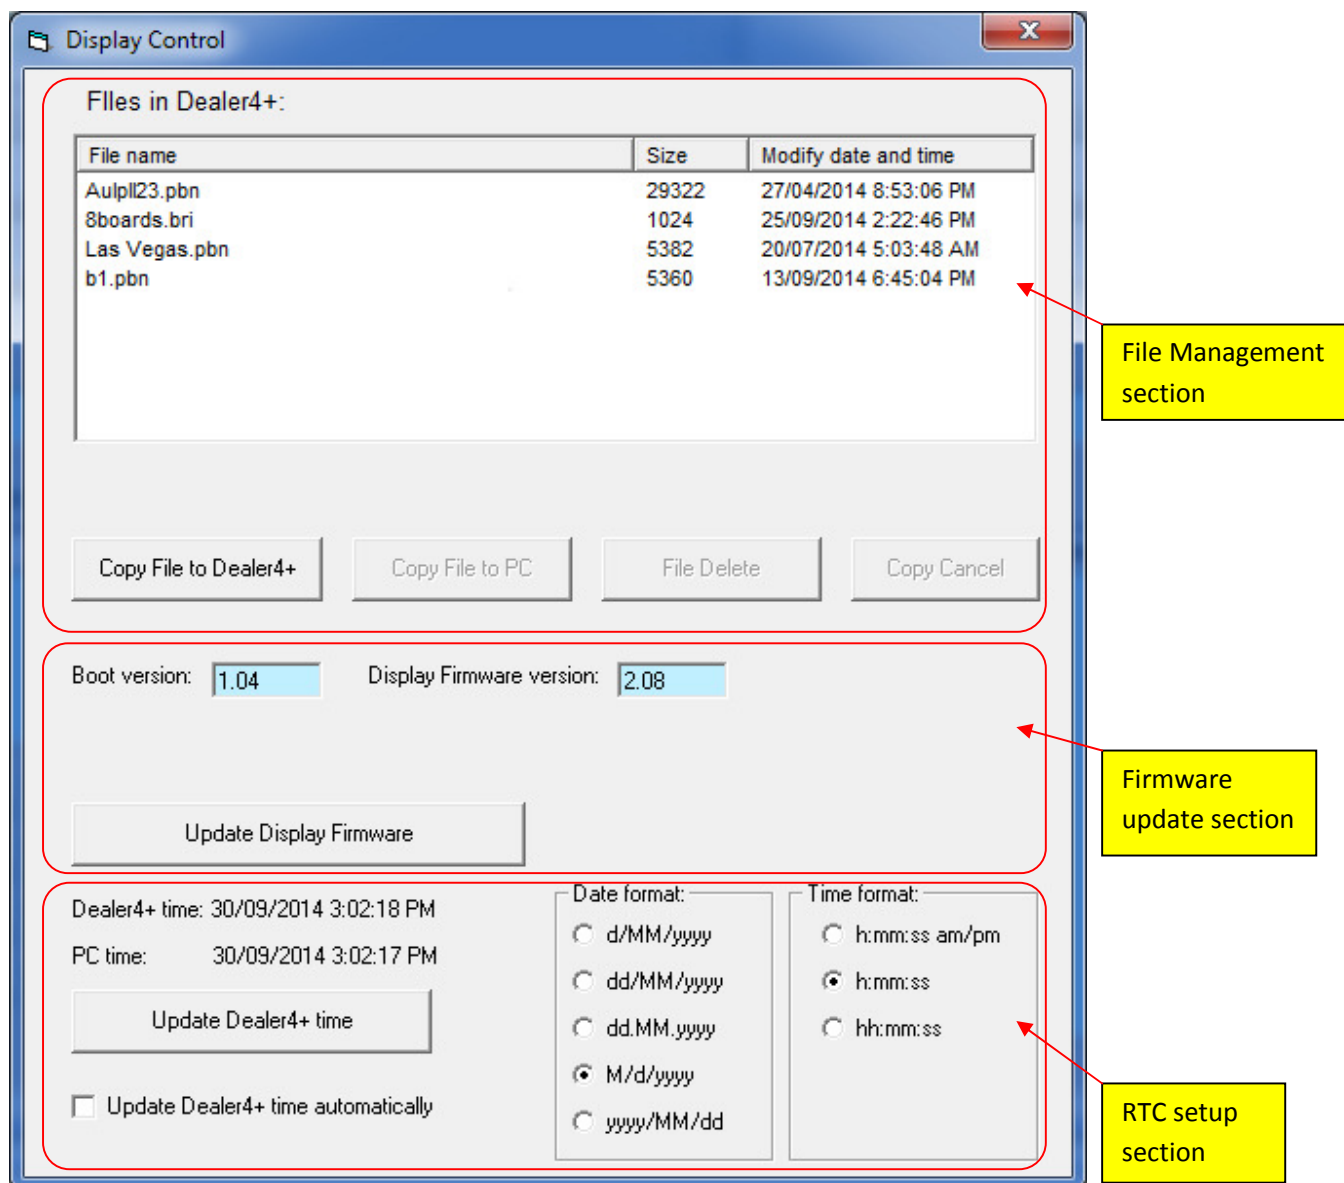 Display Control
FIles in Dealer4+:
File name Size Modify date and time
Aulpll23.pbn 29322 27/04/2014 8:53:06 PM
8boards.bri 1024 25/09/2014 2:22:46 PM
Las Vegas.pbn 5382 20/07/2014 5:03:48 AM
b1.pbn 5360 13/09/2014 6:45:04 PM
File Management
section
Copy File to Dealer4+ Copy File to PC File Delete Copy Cancel
Boot version: 1.04 Display Firmware version: 2.08
Firmware
update section
Update Display Firmware
Dealer4+ time: 30/09/2014 3:02:18 PM
PC time: 30/09/2014 3:02:17 PM
Update Dealer4+ time
Update Dealer4+ time automatically
Date format:
d/MM/yyyy
dd/MM/yyyy
dd.MM.yyyy
M/d/yyyy
yyyy/MM/dd
Time format:
h:mm:ss am/pm
h:mm:ss
hh:mm:ss
RTC setup
section